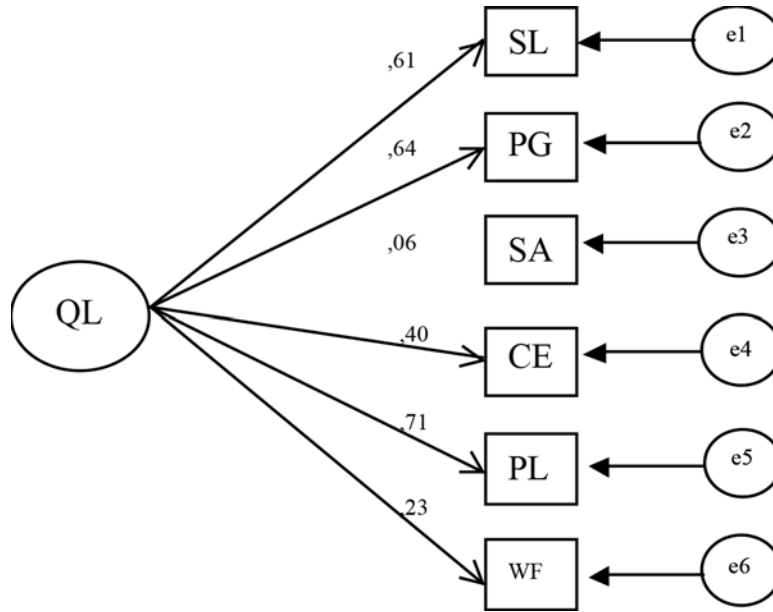 SL
e1
,61
PG
e2
,64
SA
e3
,06
QL
CE
e4
,40
PL
e5
,71
WF
e6
,23